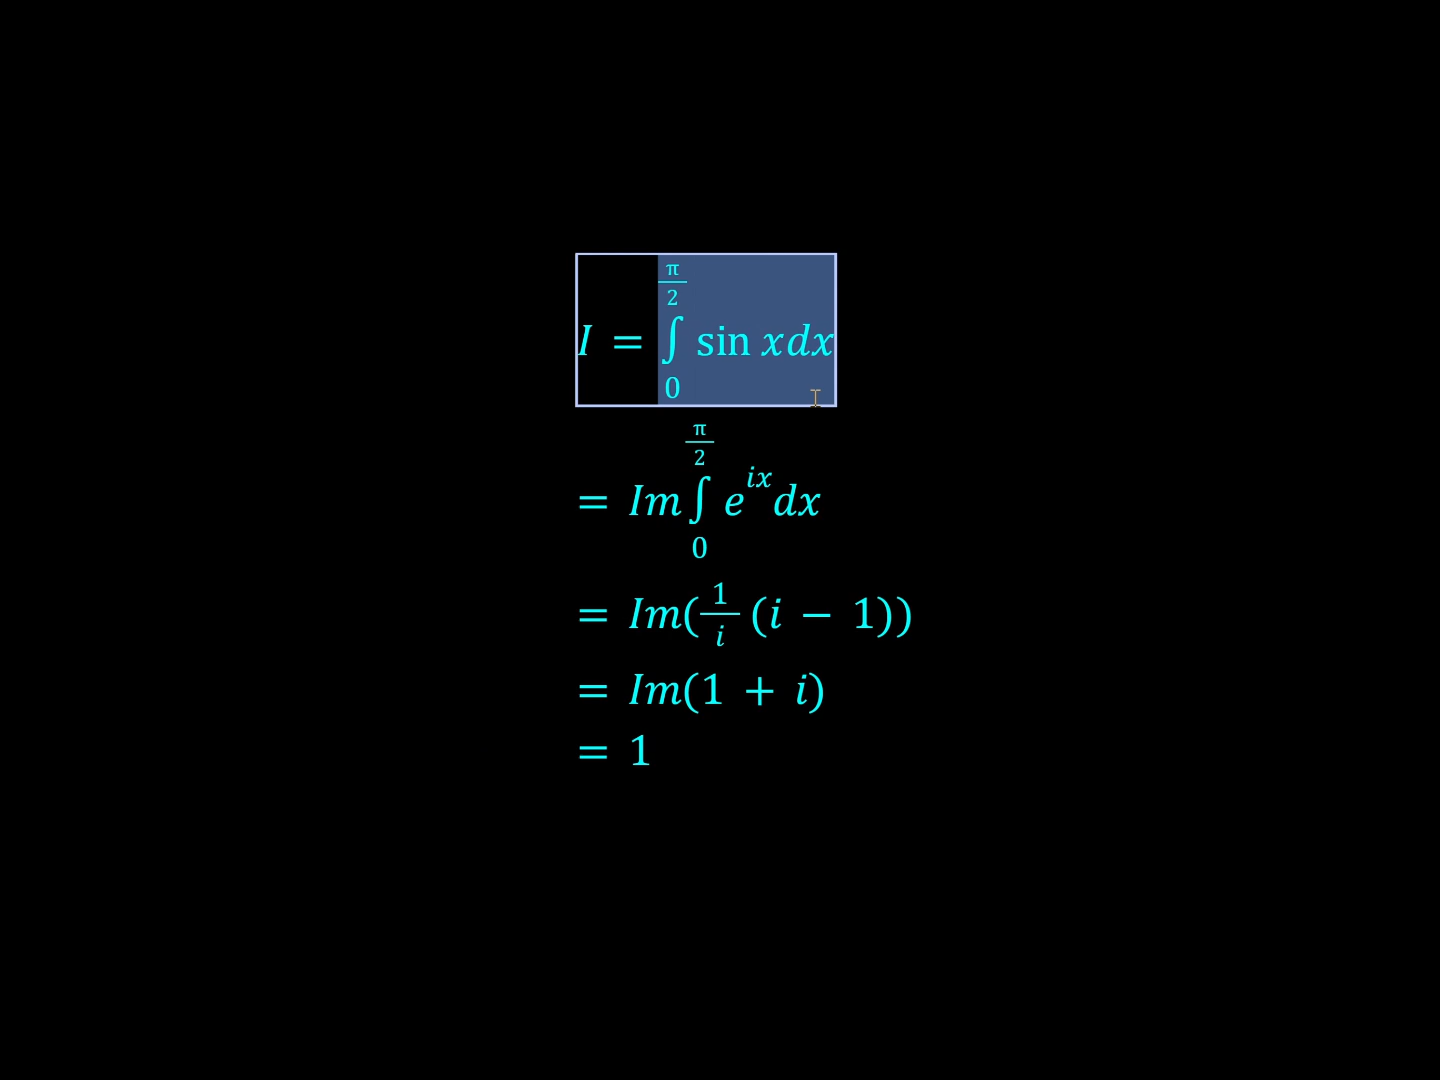 I = ∫₀^(π/2) sin xdx
= Im∫₀^(π/2) e^(ix)dx
= Im(1/i (i − 1))
= Im(1 + i)
= 1